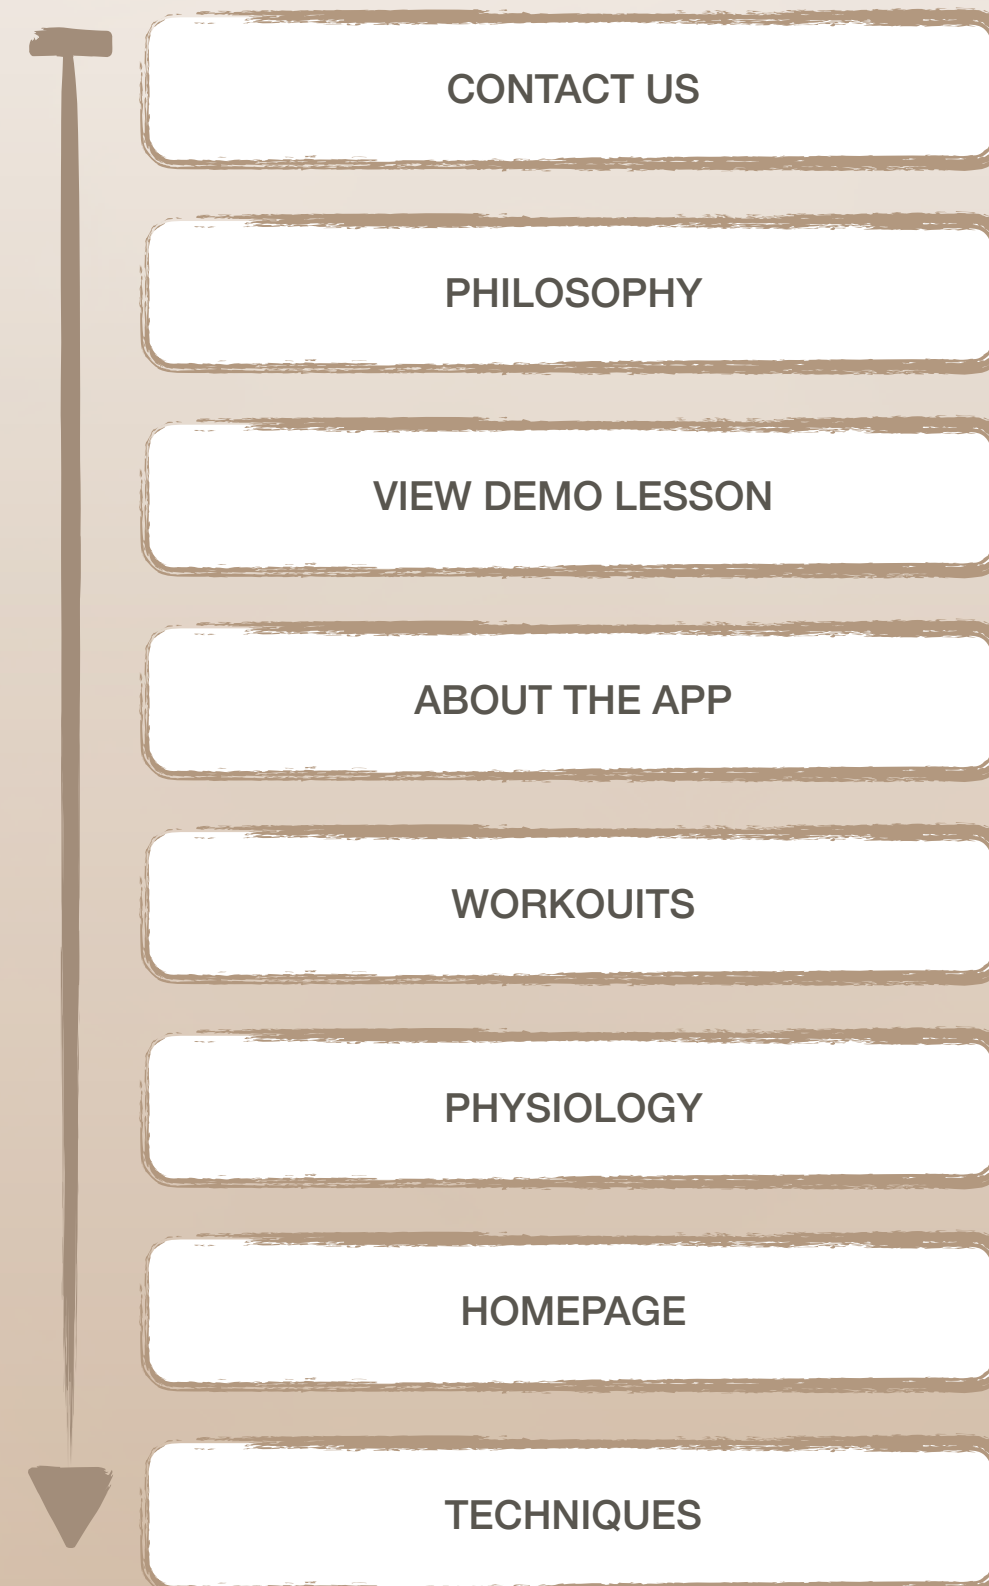 CONTACT US
PHILOSOPHY
VIEW DEMO LESSON
ABOUT THE APP
WORKOUITS
PHYSIOLOGY
HOMEPAGE
TECHNIQUES